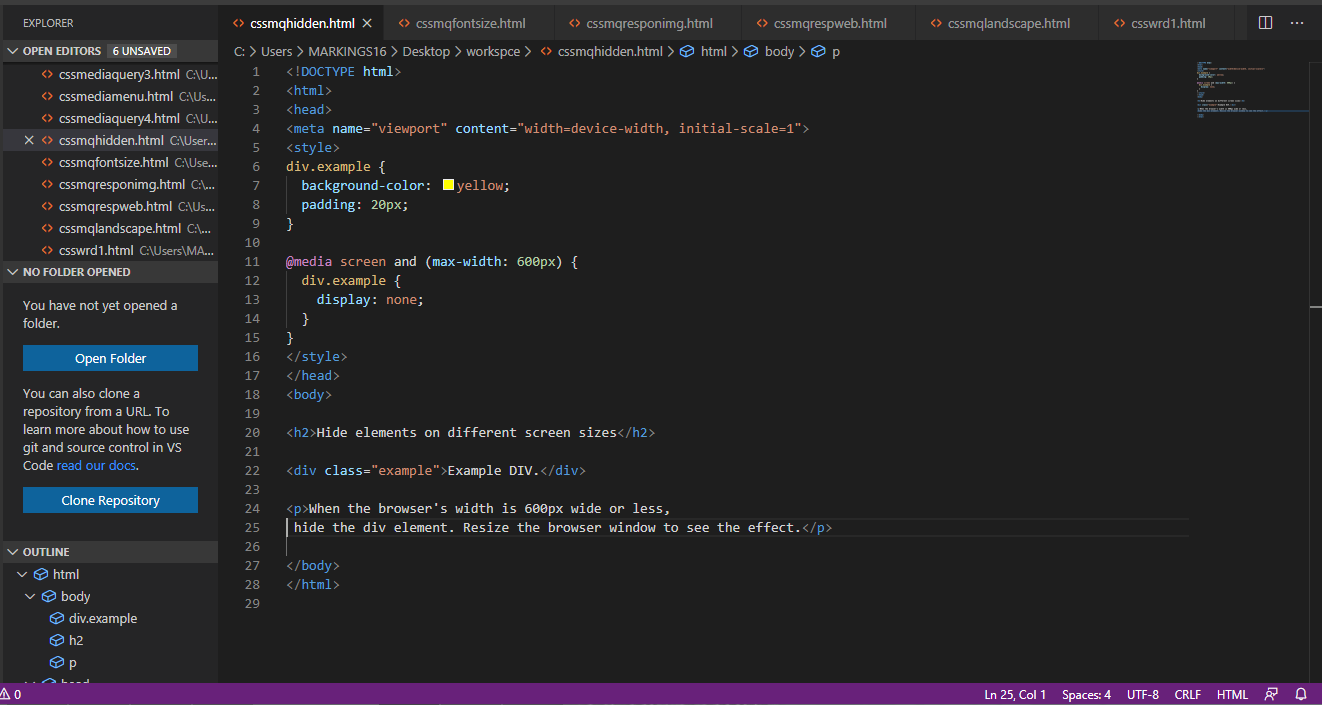 EXPLORER
OPEN EDITORS 6 UNSAVED
cssmediaquery3.html C:\U...
cssmediamenu.html C:\Us...
cssmediaquery4.html C:\U...
cssmqhidden.html C:\User...
cssmqfontsize.html C:\Use...
cssmqresponimg.html C:\...
cssmqrespweb.html C:\Us...
cssmqlandscape.html C:\...
csswrd1.html C:\Users\MA...
NO FOLDER OPENED
You have not yet opened a
folder.
Open Folder
You can also clone a
repository from a URL. To
learn more about how to use
git and source control in VS
Code read our docs.
Clone Repository
OUTLINE
html
body
div.example
h2
p
head
cssmqhidden.html cssmqfontsize.html cssmqresponimg.html cssmqrespweb.html cssmqlandscape.html csswrd1.html ...
C: > Users > MARKINGS16 > Desktop > workspce > cssmqhidden.html > html > body > p
1 <!DOCTYPE html>
2 <html>
3 <head>
4 <meta name="viewport" content="width=device-width, initial-scale=1">
5 <style>
6 div.example {
7 background-color: yellow;
8 padding: 20px;
9 }
10
11 @media screen and (max-width: 600px) {
12 div.example {
13 display: none;
14 }
15 }
16 </style>
17 </head>
18 <body>
19
20 <h2>Hide elements on different screen sizes</h2>
21
22 <div class="example">Example DIV.</div>
23
24 <p>When the browser's width is 600px wide or less,
25 hide the div element. Resize the browser window to see the effect.</p>
26
27 </body>
28 </html>
29
0 Ln 25, Col 1 Spaces: 4 UTF-8 CRLF HTML